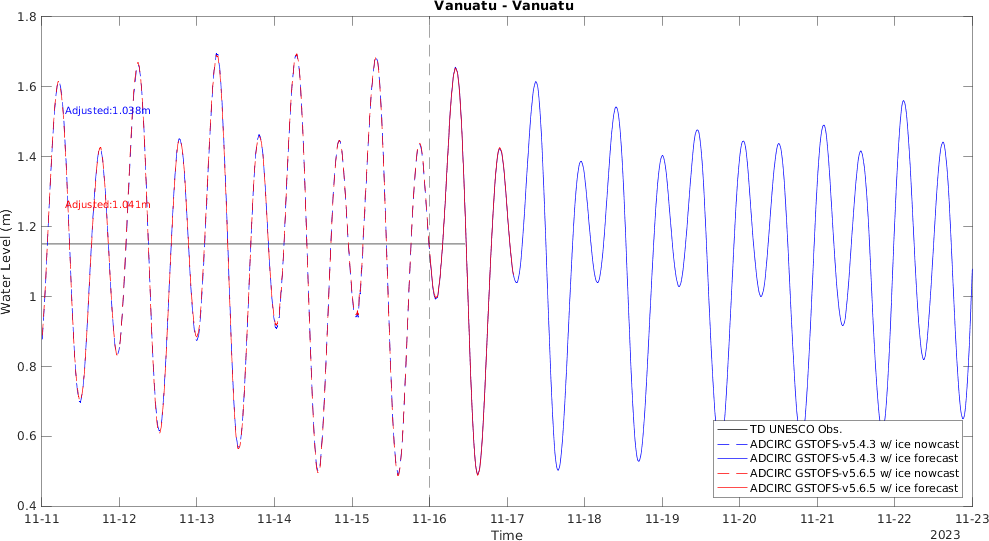 Vanuatu - Vanuatu
1.8
1.6
1.4
1.2
1
0.8
0.6
0.4
Water Level (m)
Adjusted:1.038m
Adjusted:1.041m
TD UNESCO Obs.
ADCIRC GSTOFS-v5.4.3 w/ ice nowcast
ADCIRC GSTOFS-v5.4.3 w/ ice forecast
ADCIRC GSTOFS-v5.6.5 w/ ice nowcast
ADCIRC GSTOFS-v5.6.5 w/ ice forecast
11-11 11-12 11-13 11-14 11-15 11-16 11-17 11-18 11-19 11-20 11-21 11-22 11-23
Time
2023